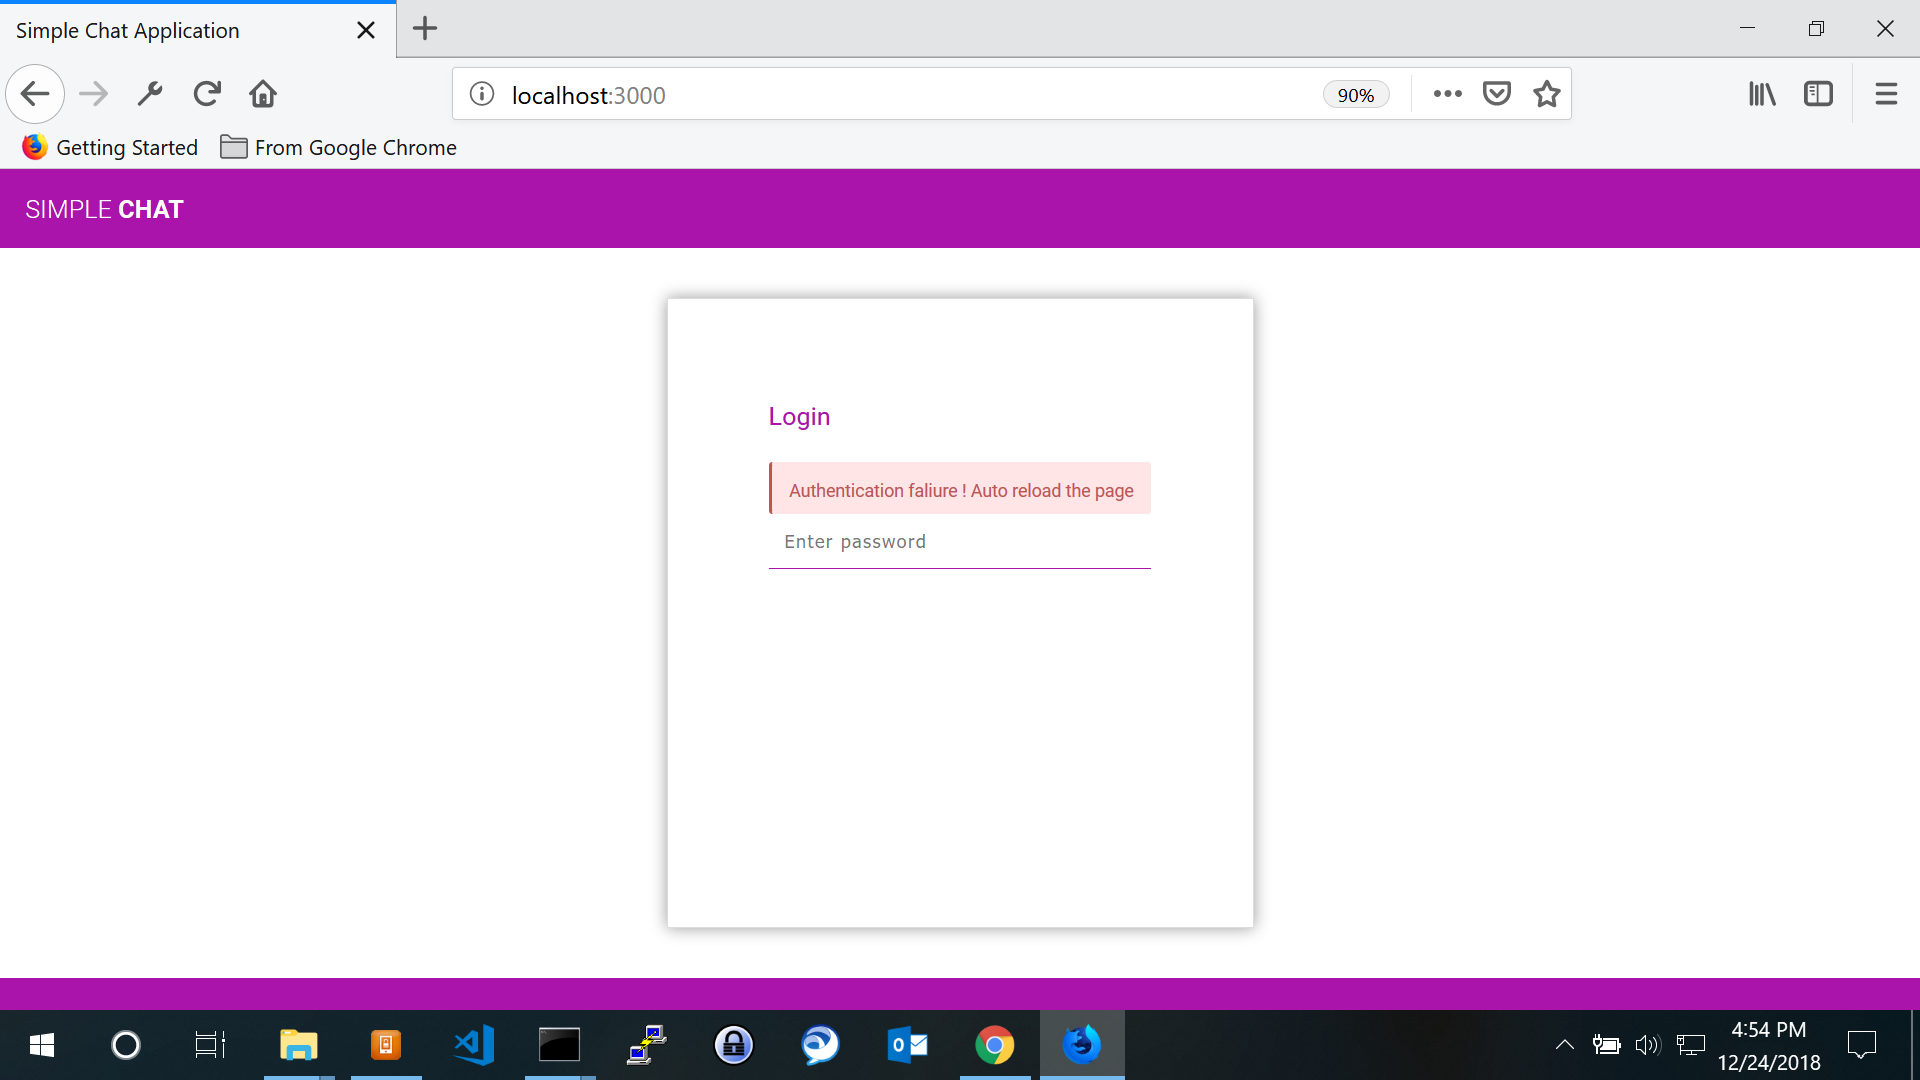 Simple Chat Application
localhost:3000
90%
Getting Started
From Google Chrome
SIMPLE CHAT
Login
Authentication faliure ! Auto reload the page
Enter password
4:54 PM
12/24/2018